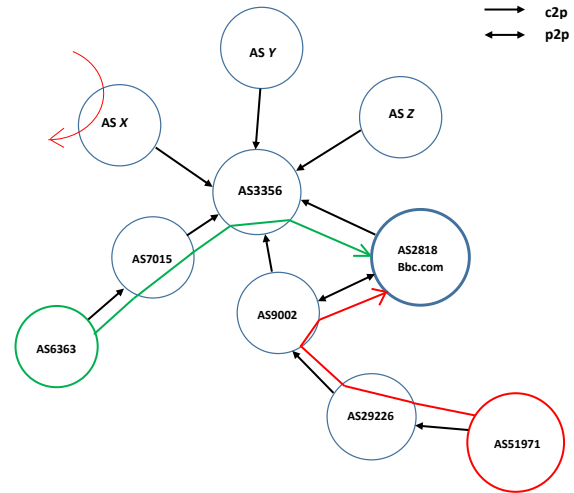 c2p
p2p
AS Y
AS X
AS Z
AS3356
AS7015
AS2818
Bbc.com
AS9002
AS6363
AS29226
AS51971